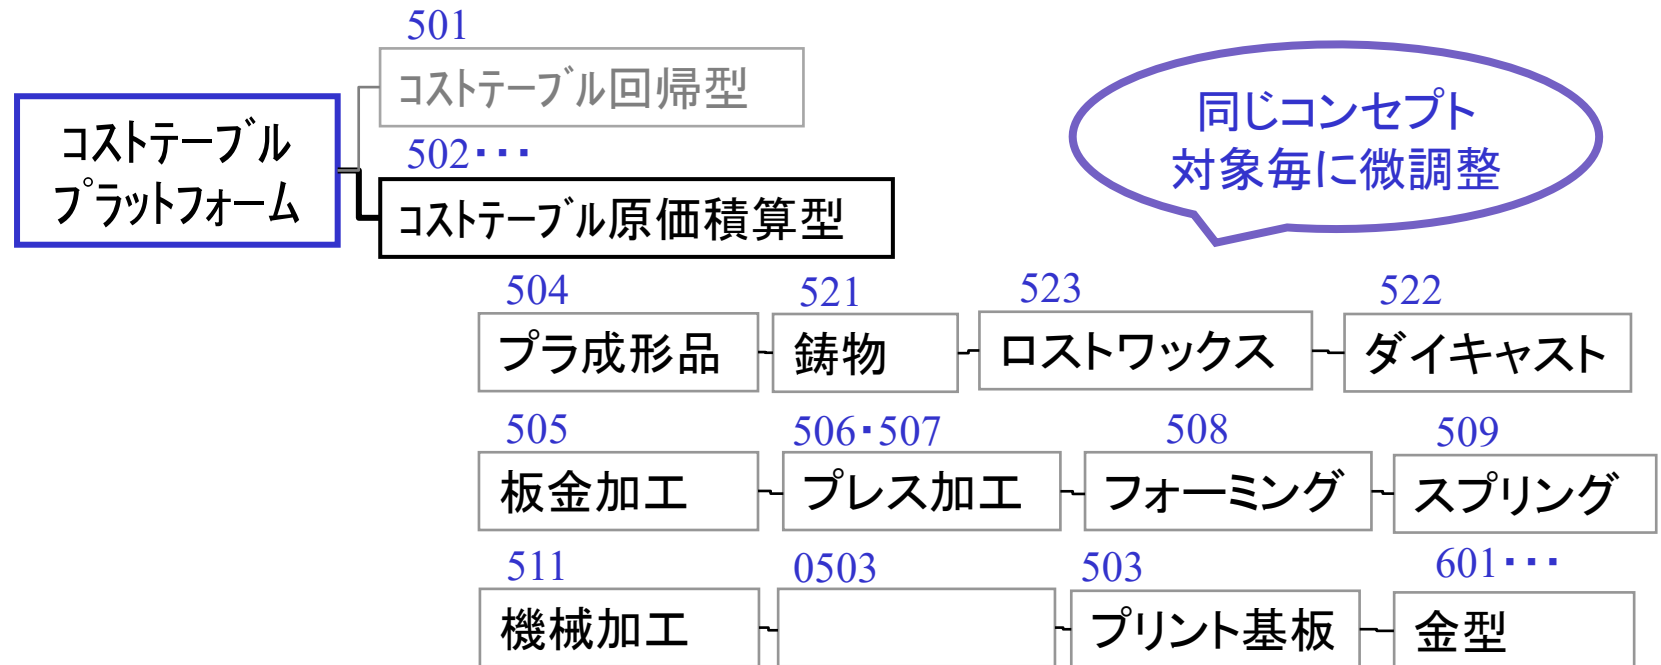 501
コストテーブル回帰型
コストテーブル
プラットフォーム
502・・・
コストテーブル原価積算型
同じコンセプト
対象毎に微調整
504 521 523 522
プラ成形品 鋳物 ロストワックス ダイキャスト
505 506・507 508 509
板金加工 プレス加工 フォーミング スプリング
511 0503 503 601・・・
機械加工 プリント基板 金型